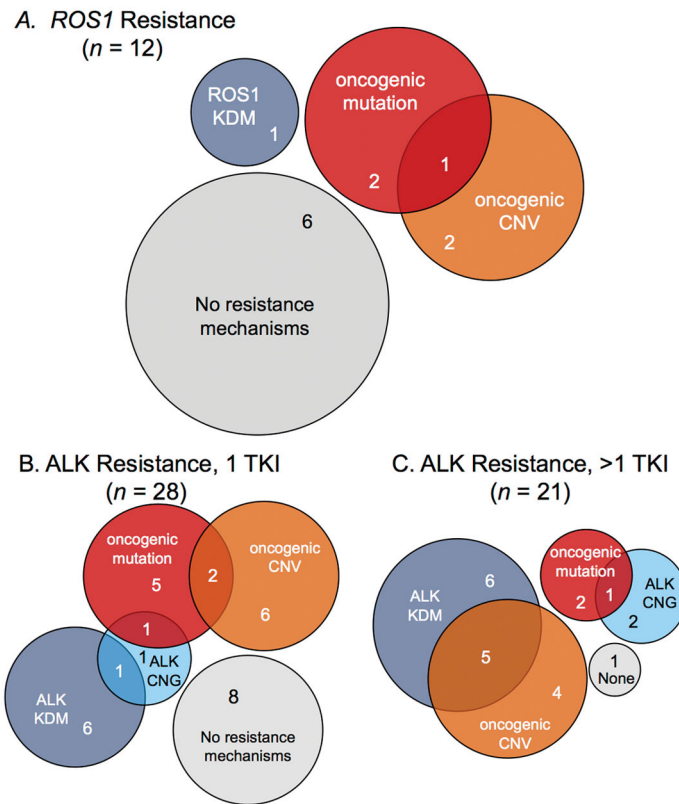 A. ROS1 Resistance
(n = 12)
ROS1
KDM
1
oncogenic
mutation
2
1
oncogenic
CNV
2
6
No resistance
mechanisms
B. ALK Resistance, 1 TKI
(n = 28)
oncogenic
mutation
5
2
oncogenic
CNV
6
1
1
ALK
CNG
1
ALK
KDM
6
8
No resistance
mechanisms
C. ALK Resistance, >1 TKI
(n = 21)
ALK
KDM
6
5
4
oncogenic
CNV
oncogenic
mutation
2
1
ALK
CNG
2
1
None